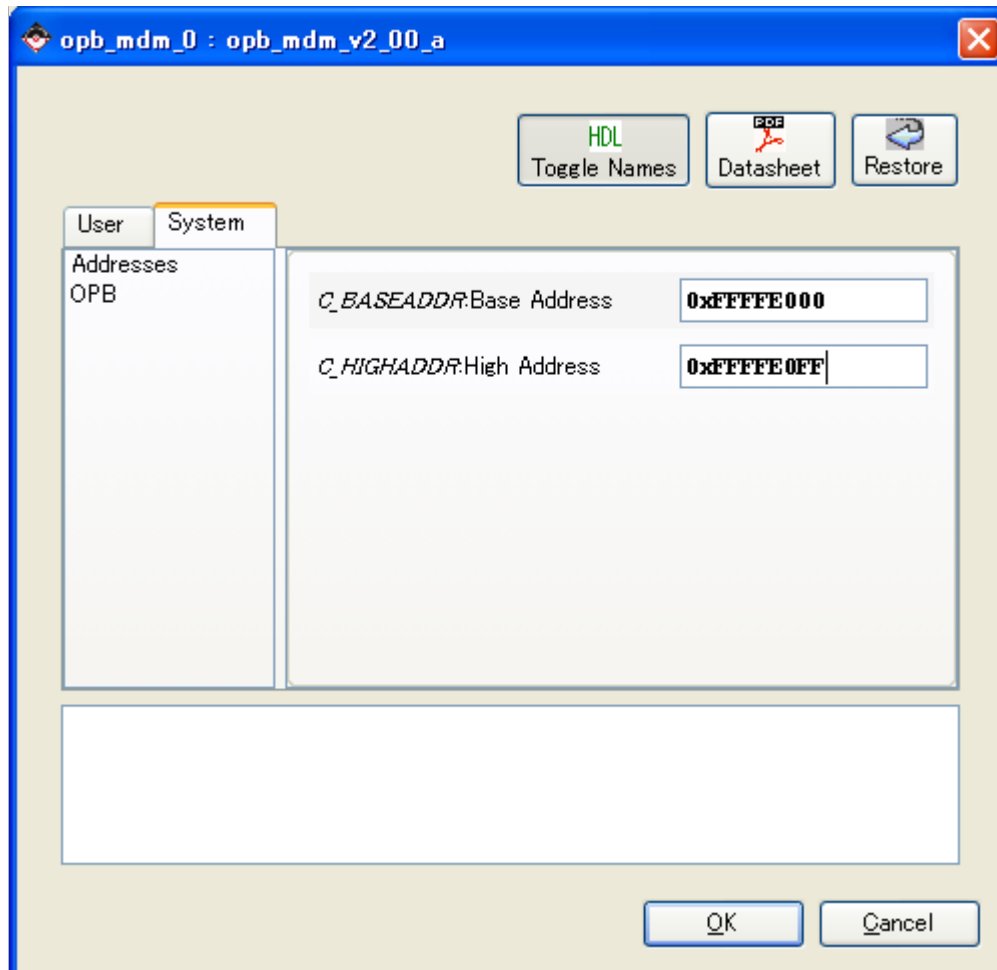 opb_mdm_0 : opb_mdm_v2_00_a
HDL
Toggle Names
PDF
Datasheet
Restore
User
System
Addresses
OPB
C_BASEADDR:Base Address
0xFFFFE000
C_HIGHADDR:High Address
0xFFFFE0FF
OK
Cancel